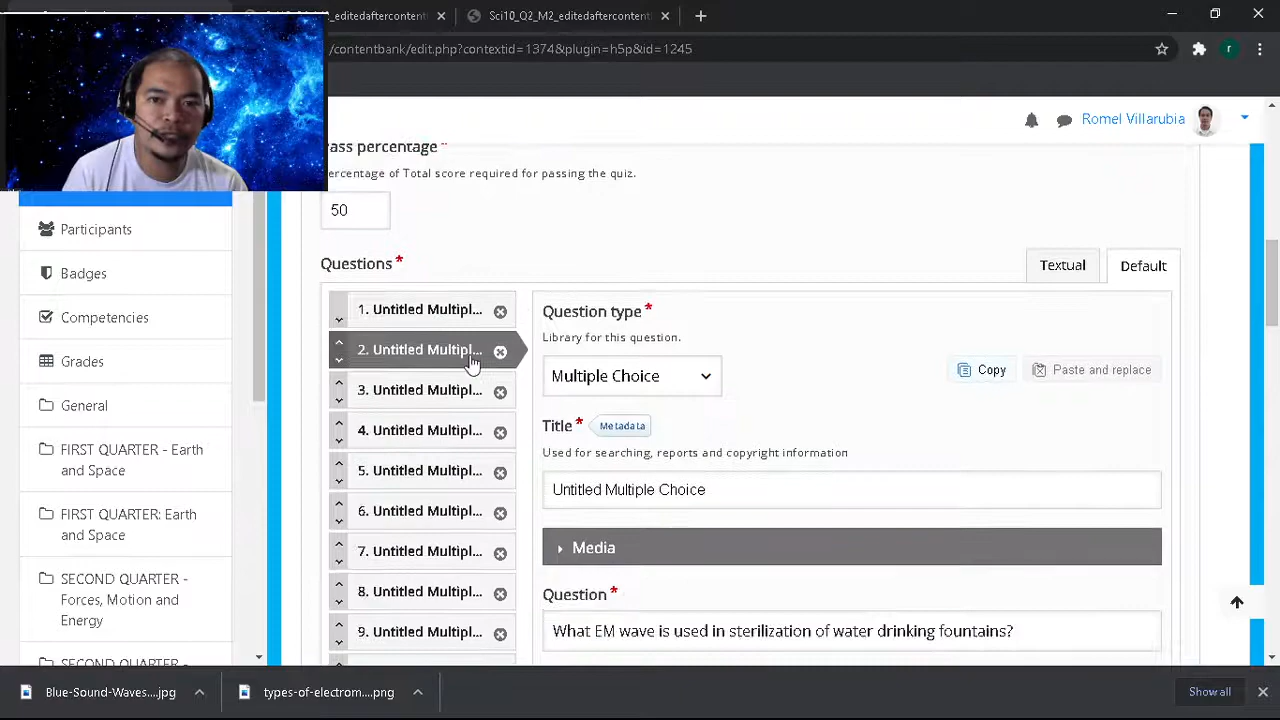 _editedaftercontent
Sci10_Q2_M2_editedaftercontent
/contentbank/edit.php?contextid=1374&plugin=h5p&id=1245
r
Romel Villarubia
ass percentage *
ercentage of Total score required for passing the quiz.
50
Participants
Badges
Competencies
Grades
General
FIRST QUARTER - Earth
and Space
FIRST QUARTER: Earth
and Space
SECOND QUARTER -
Forces, Motion and
Energy
Questions *
Textual
Default
1. Untitled Multipl...
2. Untitled Multipl...
3. Untitled Multipl...
4. Untitled Multipl...
5. Untitled Multipl...
6. Untitled Multipl...
7. Untitled Multipl...
8. Untitled Multipl...
9. Untitled Multipl...
Question type *
Library for this question.
Multiple Choice
Copy
Paste and replace
Title * Metadata
Used for searching, reports and copyright information
Untitled Multiple Choice
Media
Question *
What EM wave is used in sterilization of water drinking fountains?
Blue-Sound-Waves....jpg
types-of-electrom....png
Show all